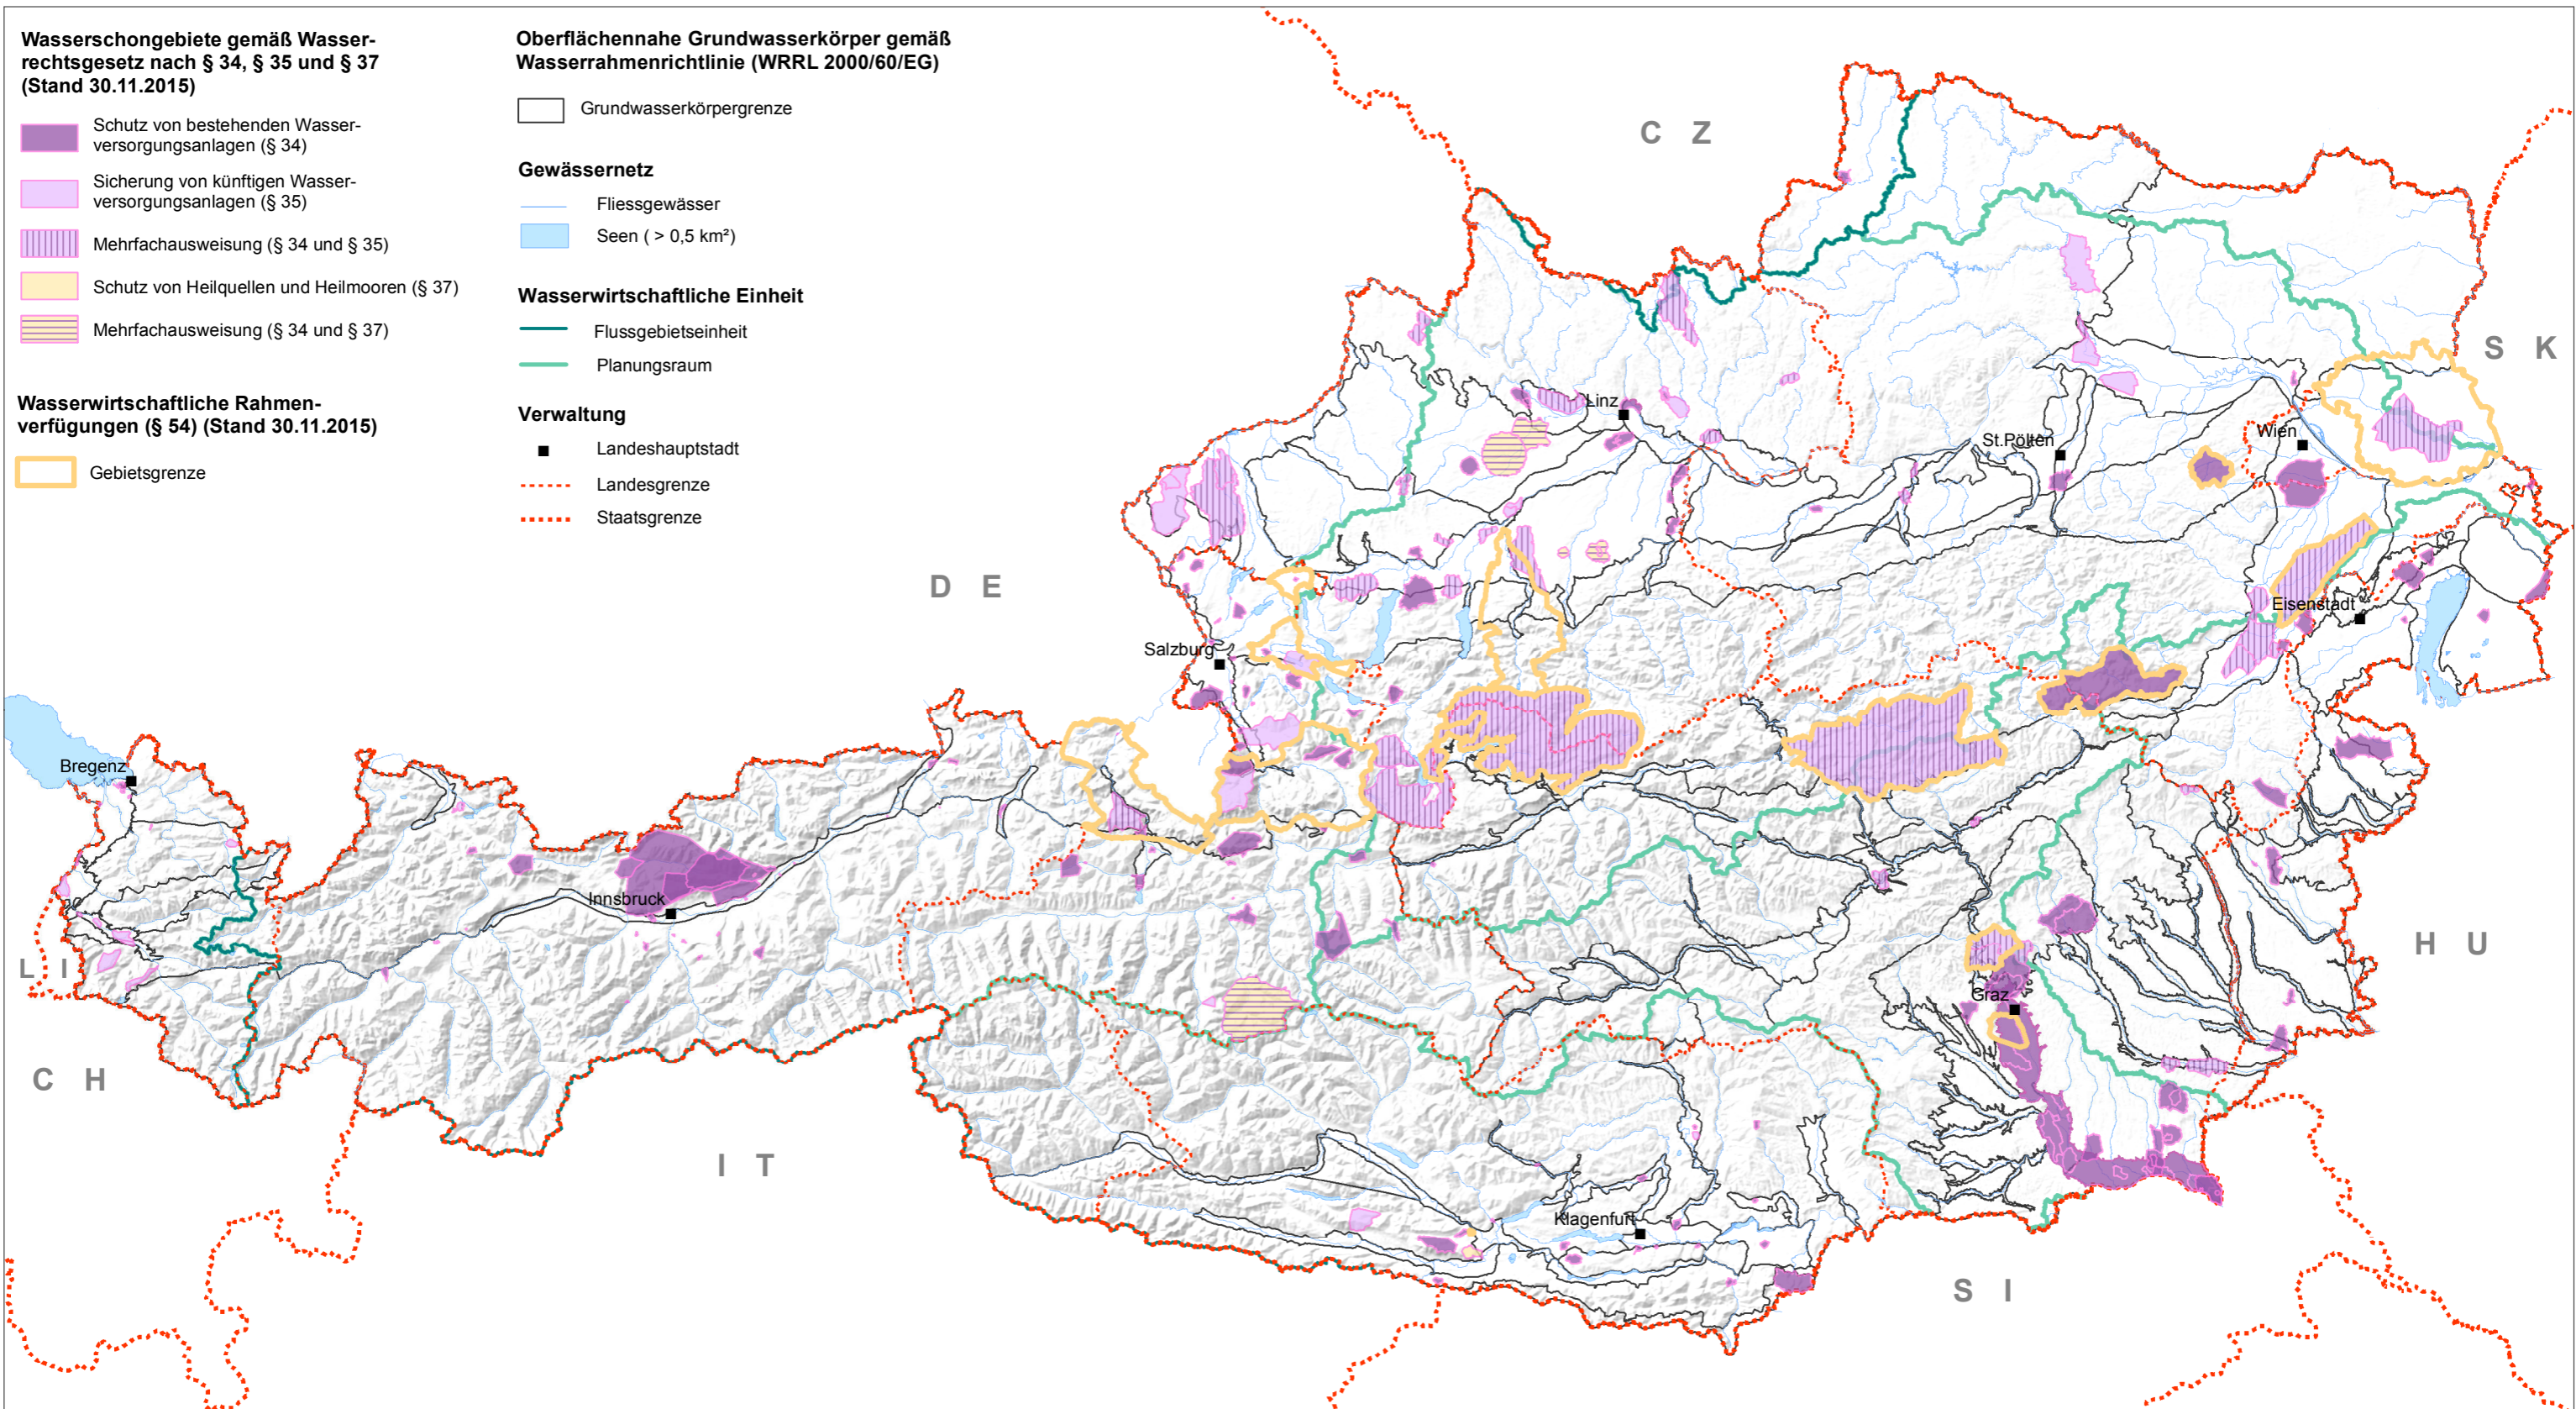 Wasserschongebiete gemäß Wasser-
rechtsgesetz nach § 34, § 35 und § 37
(Stand 30.11.2015)
Schutz von bestehenden Wasser-
versorgungsanlagen (§ 34)
Sicherung von künftigen Wasser-
versorgungsanlagen (§ 35)
Mehrfachausweisung (§ 34 und § 35)
Schutz von Heilquellen und Heilmooren (§ 37)
Mehrfachausweisung (§ 34 und § 37)
Wasserwirtschaftliche Rahmen-
verfügungen (§ 54) (Stand 30.11.2015)
Gebietsgrenze
Oberflächennahe Grundwasserkörper gemäß
Wasserrahmenrichtlinie (WRRL 2000/60/EG)
Grundwasserkörpergrenze
Gewässernetz
Fliessgewässer
Seen ( > 0,5 km²)
Wasserwirtschaftliche Einheit
Flussgebietseinheit
Planungsraum
Verwaltung
Landeshauptstadt
Landesgrenze
Staatsgrenze
C Z
S K
Linz
St.Pölten
Wien
D E
Eisenstadt
Salzburg
Bregenz
Innsbruck
L I
H U
Graz
C H
I T
Klagenfurt
S I